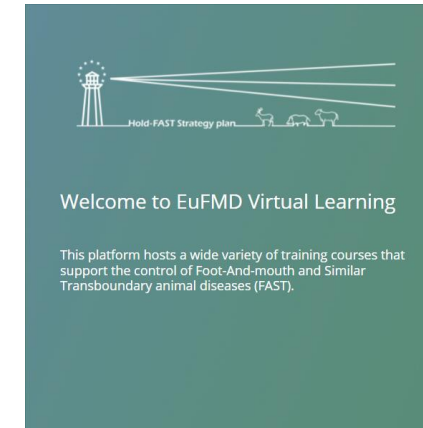 Hold-FAST Strategy plan
Welcome to EuFMD Virtual Learning
This platform hosts a wide variety of training courses that
support the control of Foot-And-mouth and Similar
Transboundary animal diseases (FAST).